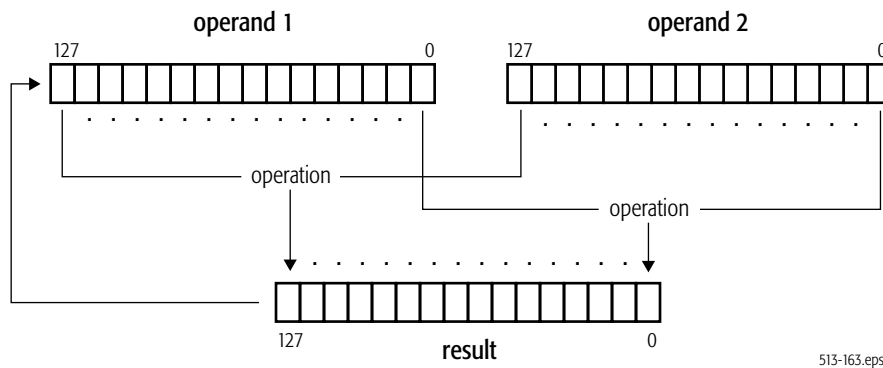 operand 1 operand 2
127 0 127 0
operation
operation
127 0
result
513-163.eps